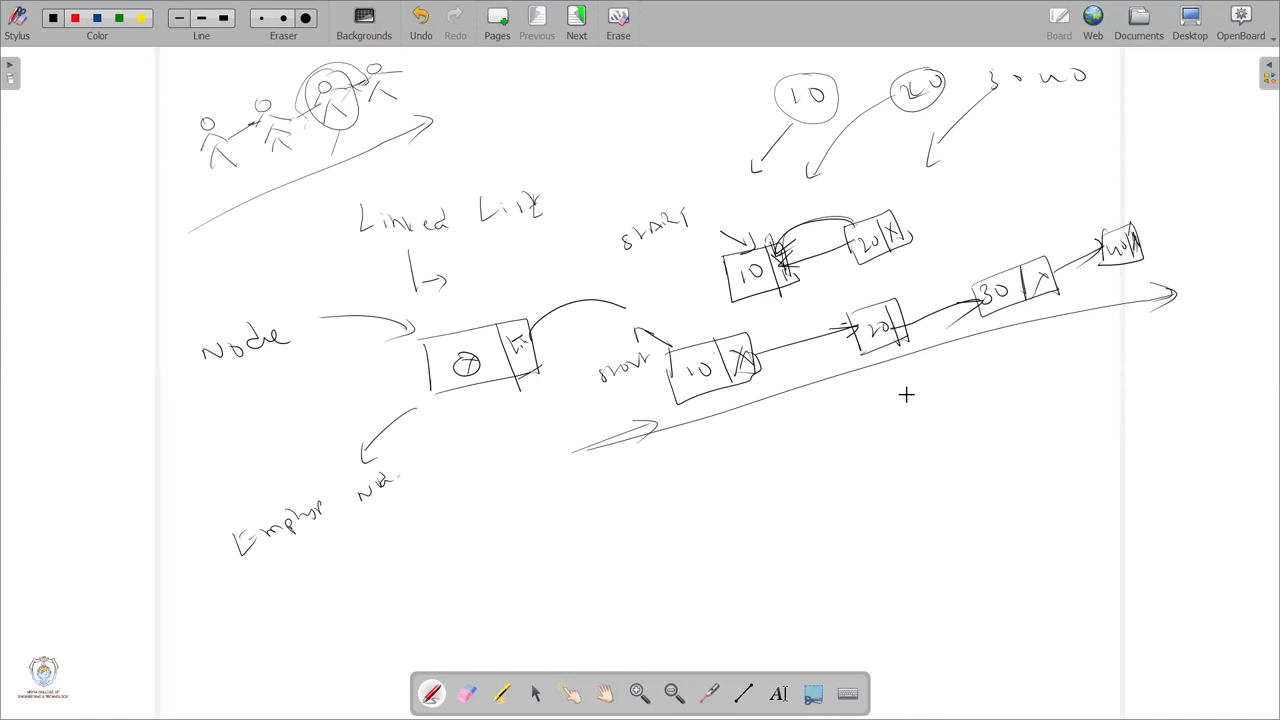 Stylus
Color
Line
Eraser
Backgrounds
Undo
Redo
Pages
Previous
Next
Erase
Board
Web
Documents
Desktop
OpenBoard
10 20 30 40
Linked List
START
10
20 X
Node
start
10 X
20
30 X
40 X